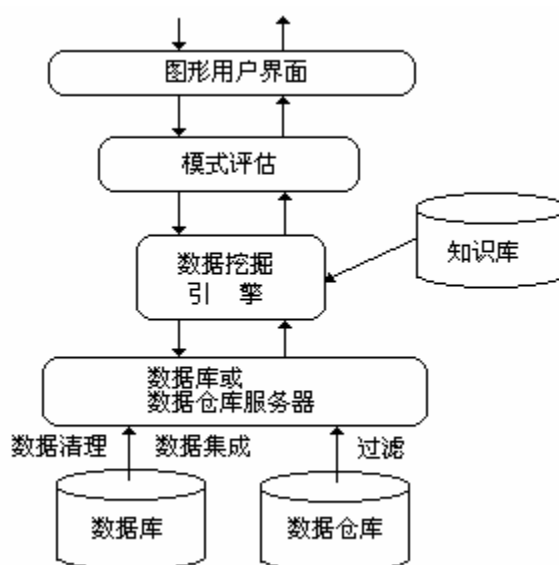 图形用户界面
模式评估
数据挖掘
引 擎
知识库
数据库或
数据仓库服务器
数据清理 数据集成 过滤
数据库 数据仓库